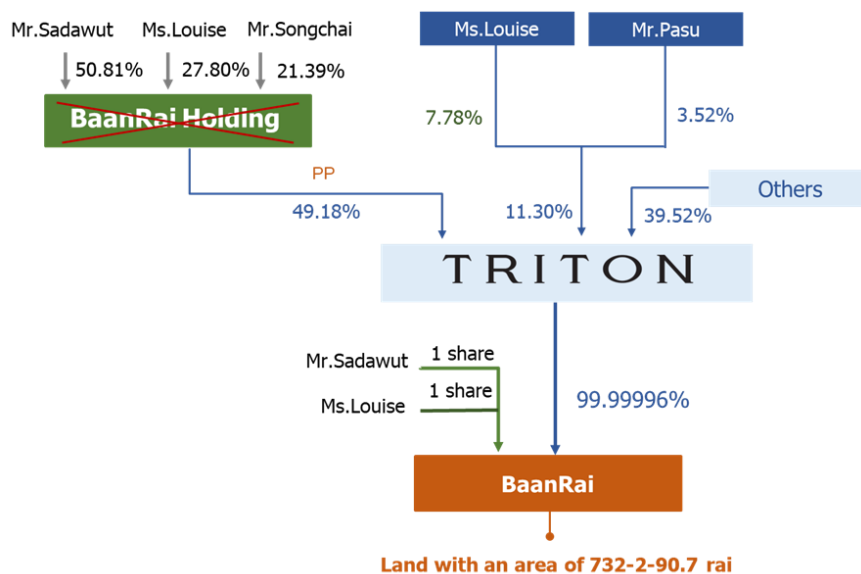 Mr.Sadawut
Ms.Louise
Mr.Songchai
50.81%
27.80%
21.39%
BaanRai Holding
Ms.Louise
Mr.Pasu
7.78%
3.52%
PP
49.18%
11.30%
39.52%
Others
TRITON
Mr.Sadawut
1 share
Ms.Louise
1 share
99.99996%
BaanRai
Land with an area of 732-2-90.7 rai